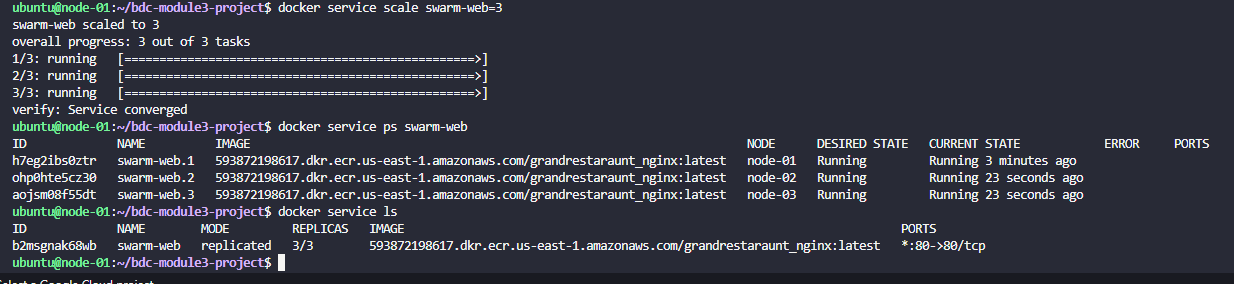 ubuntu@node-01:~/bdc-module3-project$ docker service scale swarm-web=3
swarm-web scaled to 3
overall progress: 3 out of 3 tasks
1/3: running   [==================================================>]
2/3: running   [==================================================>]
3/3: running   [==================================================>]
verify: Service converged
ubuntu@node-01:~/bdc-module3-project$ docker service ps swarm-web
ID             NAME          IMAGE                                                                 NODE      DESIRED STATE   CURRENT STATE            ERROR     PORTS
h7eg2ibs0ztr   swarm-web.1   593872198617.dkr.ecr.us-east-1.amazonaws.com/grandrestaraunt_nginx:latest   node-01   Running         Running 3 minutes ago
ohp0hte5cz30   swarm-web.2   593872198617.dkr.ecr.us-east-1.amazonaws.com/grandrestaraunt_nginx:latest   node-02   Running         Running 23 seconds ago
aojsm08f55dt   swarm-web.3   593872198617.dkr.ecr.us-east-1.amazonaws.com/grandrestaraunt_nginx:latest   node-03   Running         Running 23 seconds ago
ubuntu@node-01:~/bdc-module3-project$ docker service ls
ID             NAME        MODE         REPLICAS   IMAGE                                                                 PORTS
b2msgnak68wb   swarm-web   replicated   3/3        593872198617.dkr.ecr.us-east-1.amazonaws.com/grandrestaraunt_nginx:latest   *:80->80/tcp
ubuntu@node-01:~/bdc-module3-project$
Select a Google Cloud project